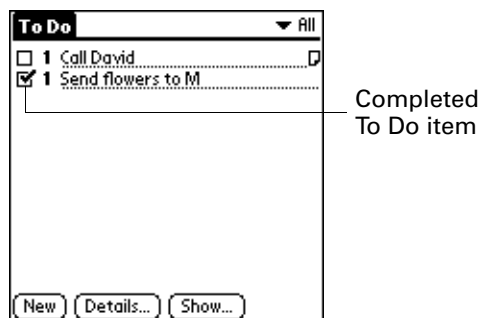 To Do
All
1 Call David
1 Send flowers to M
Completed
To Do item
New Details... Show...